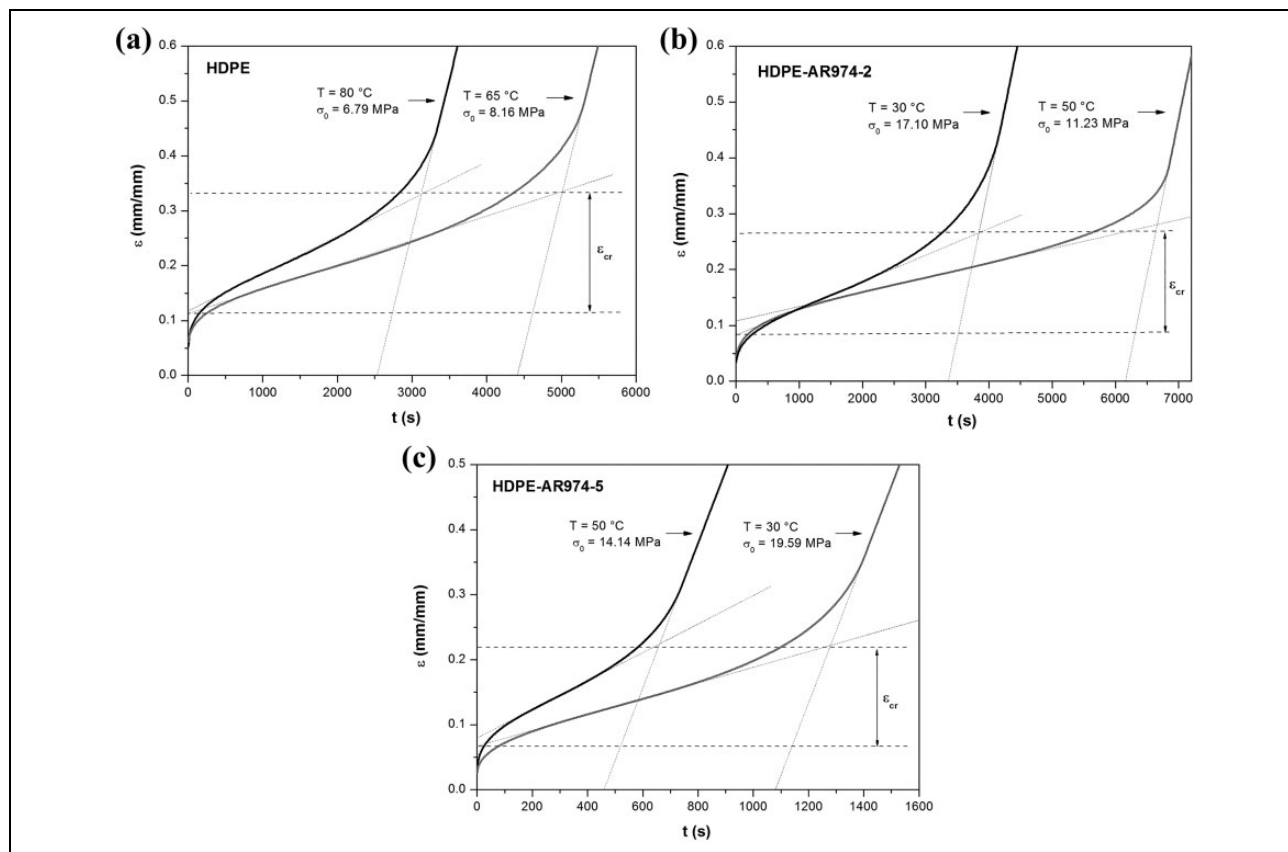 (a)
HDPE
T = 80 °C
σ₀ = 6.79 MPa
T = 65 °C
σ₀ = 8.16 MPa
εcr
ε (mm/mm)
0.6
0.5
0.4
0.3
0.2
0.1
0.0
0 1000 2000 3000 4000 5000 6000
t (s)
(b)
HDPE-AR974-2
T = 30 °C
σ₀ = 17.10 MPa
T = 50 °C
σ₀ = 11.23 MPa
εcr
ε (mm/mm)
0.6
0.5
0.4
0.3
0.2
0.1
0.0
0 1000 2000 3000 4000 5000 6000 7000
t (s)
(c)
HDPE-AR974-5
T = 50 °C
σ₀ = 14.14 MPa
T = 30 °C
σ₀ = 19.59 MPa
εcr
ε (mm/mm)
0.5
0.4
0.3
0.2
0.1
0.0
0 200 400 600 800 1000 1200 1400 1600
t (s)